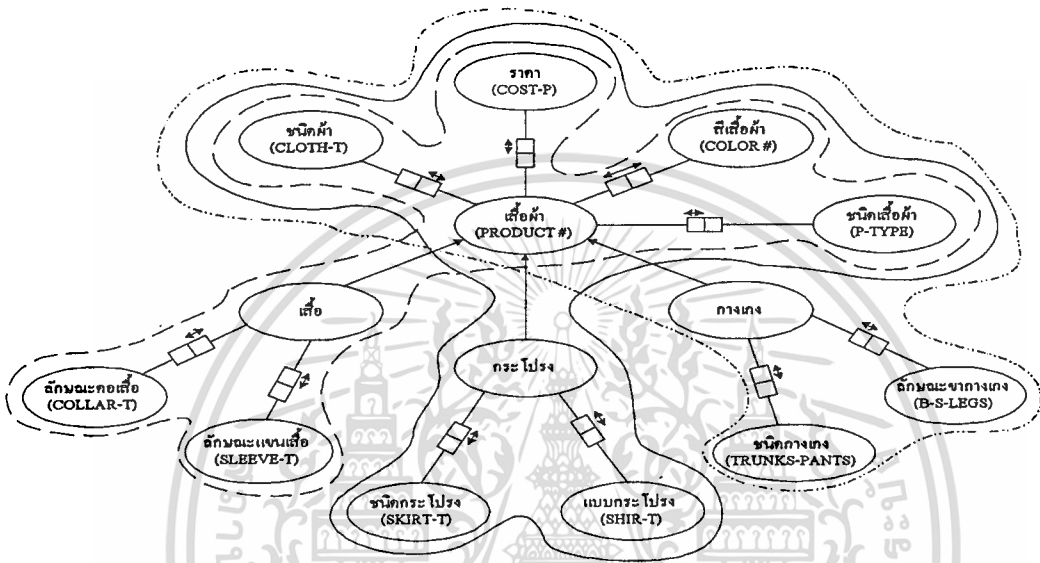 ราคา
(COST-P)
ชนิดผ้า
(CLOTH-T)
สีเสื้อผ้า
(COLOR #)
เสื้อผ้า
(PRODUCT #)
ชนิดเสื้อผ้า
(P-TYPE)
เสื้อ
กางเกง
กระโปรง
ลักษณะคอเสื้อ
(COLLAR-T)
ลักษณะขากางเกง
(B-S-LEGS)
ลักษณะแขนเสื้อ
(SLEEVE-T)
ชนิดกางเกง
(TRUNKS-PANTS)
ชนิดกระโปรง
(SKIRT-T)
แบบกระโปรง
(SHIR-T)